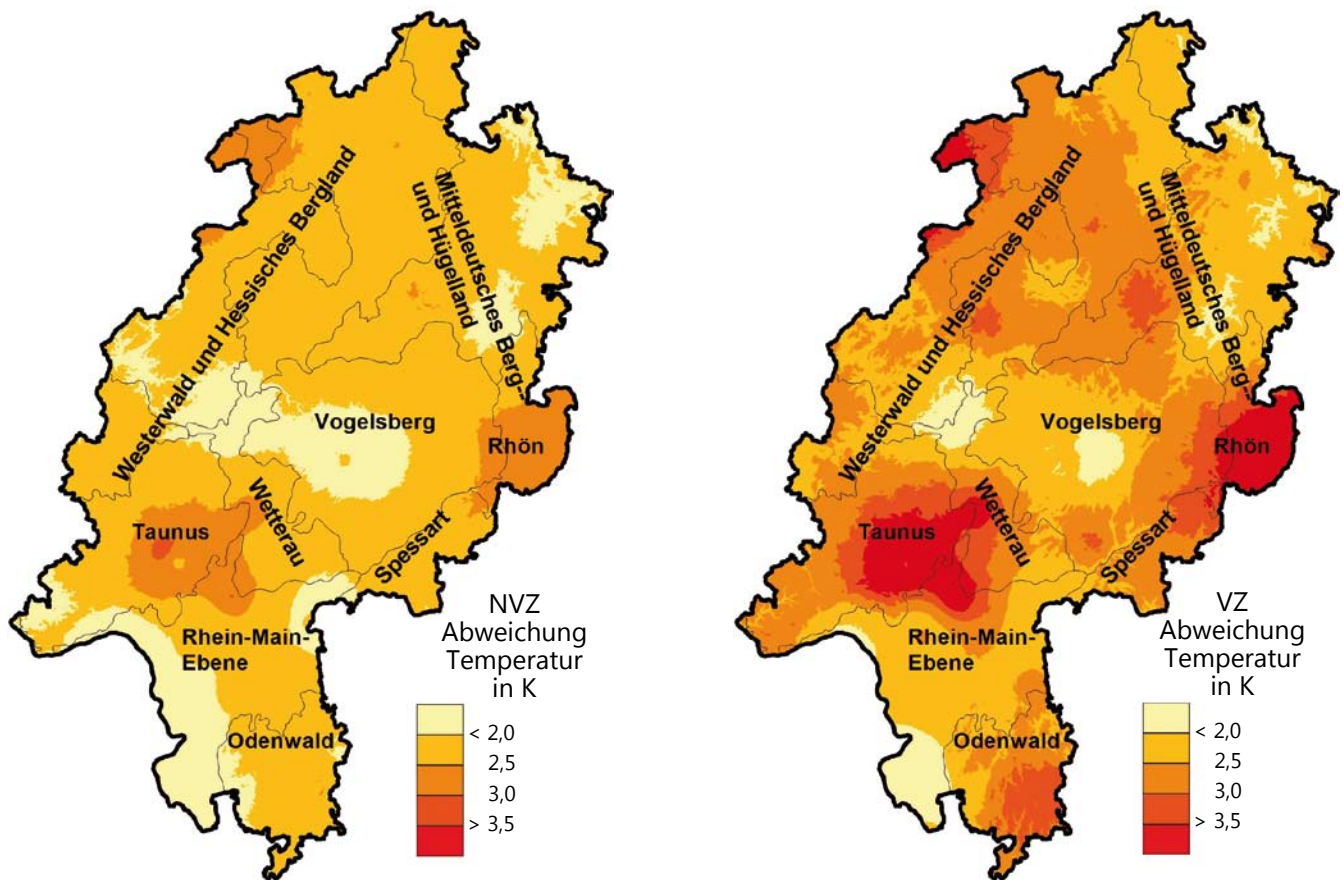 Westerwald und Hessisches Bergland
Mitteldeutsches Berg-
und Hügelland
Vogelsberg
Rhön
Taunus
Wetterau
Spessart
Rhein-Main-
Ebene
Odenwald
NVZ
Abweichung
Temperatur
in K
< 2,0
2,5
3,0
> 3,5
Westerwald und Hessisches Bergland
Mitteldeutsches Berg-
und Hügelland
Vogelsberg
Rhön
Taunus
Wetterau
Spessart
Rhein-Main-
Ebene
Odenwald
VZ
Abweichung
Temperatur
in K
< 2,0
2,5
3,0
> 3,5